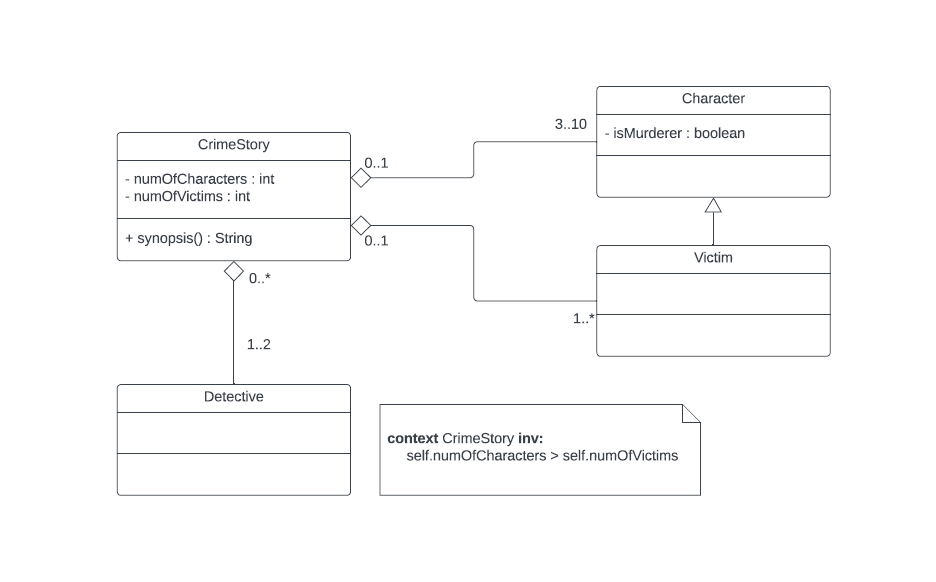 CrimeStory
- numOfCharacters : int
- numOfVictims : int
+ synopsis() : String
0..1
0..1
0..*
3..10
Character
- isMurderer : boolean
Victim
1..*
1..2
Detective
context CrimeStory inv:
self.numOfCharacters > self.numOfVictims